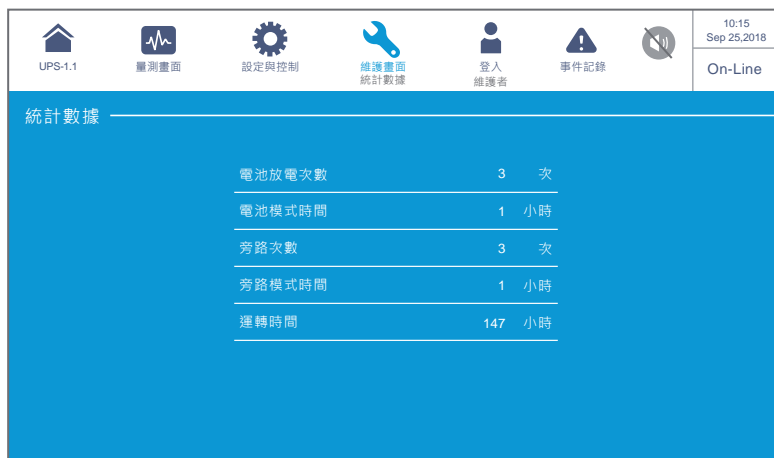 UPS-1.1
量測畫面
設定與控制
維護畫面
統計數據
登入
維護者
事件記錄
10:15
Sep 25,2018
On-Line
統計數據
電池放電次數 3 次
電池模式時間 1 小時
旁路次數 3 次
旁路模式時間 1 小時
運轉時間 147 小時